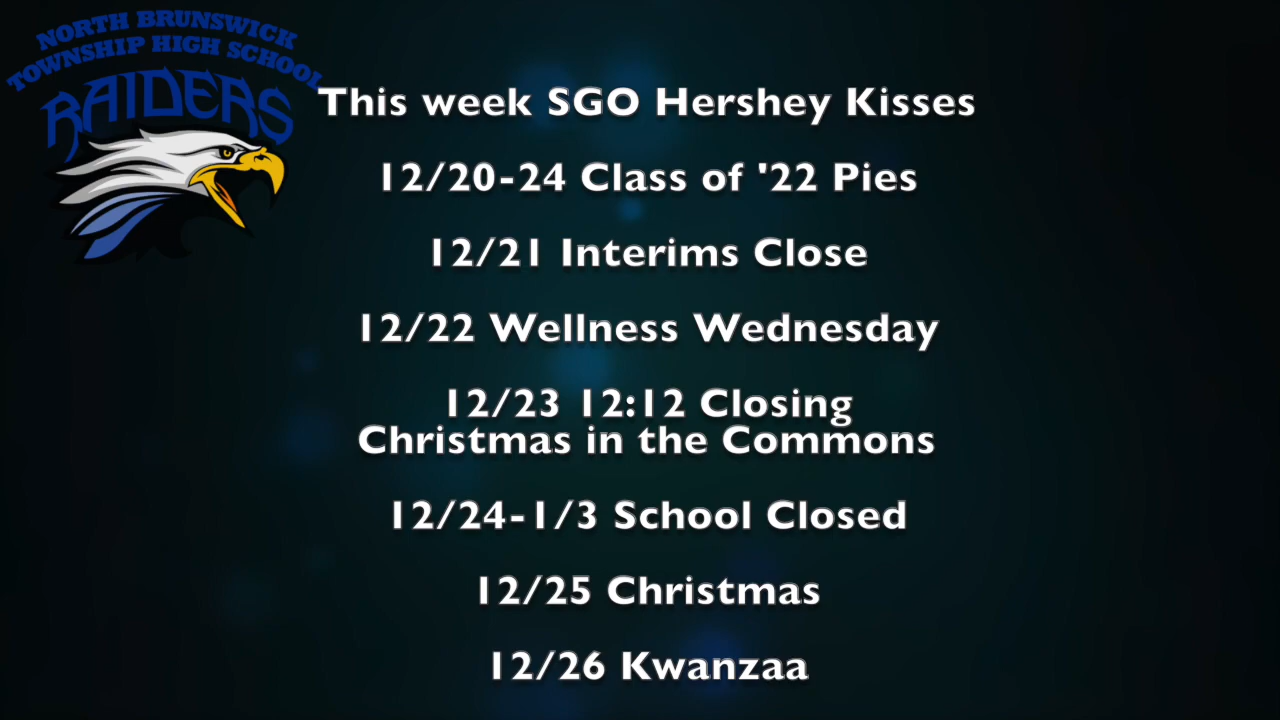 NORTH BRUNSWICK
TOWNSHIP HIGH SCHOOL
RAIDERS
This week SGO Hershey Kisses
12/20-24 Class of '22 Pies
12/21 Interims Close
12/22 Wellness Wednesday
12/23 12:12 Closing
Christmas in the Commons
12/24-1/3 School Closed
12/25 Christmas
12/26 Kwanzaa